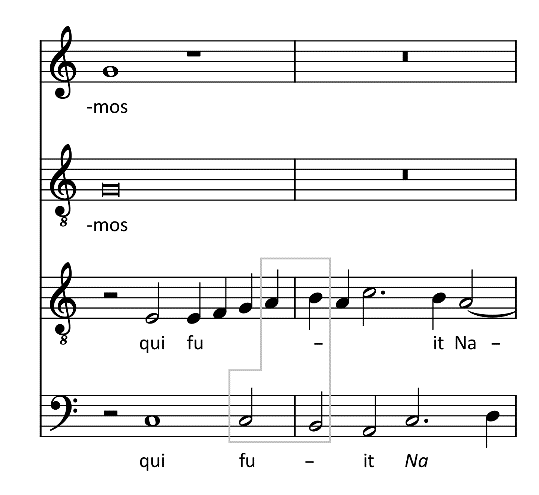 -mos
-mos
qui fu – it Na –
qui fu – it Na